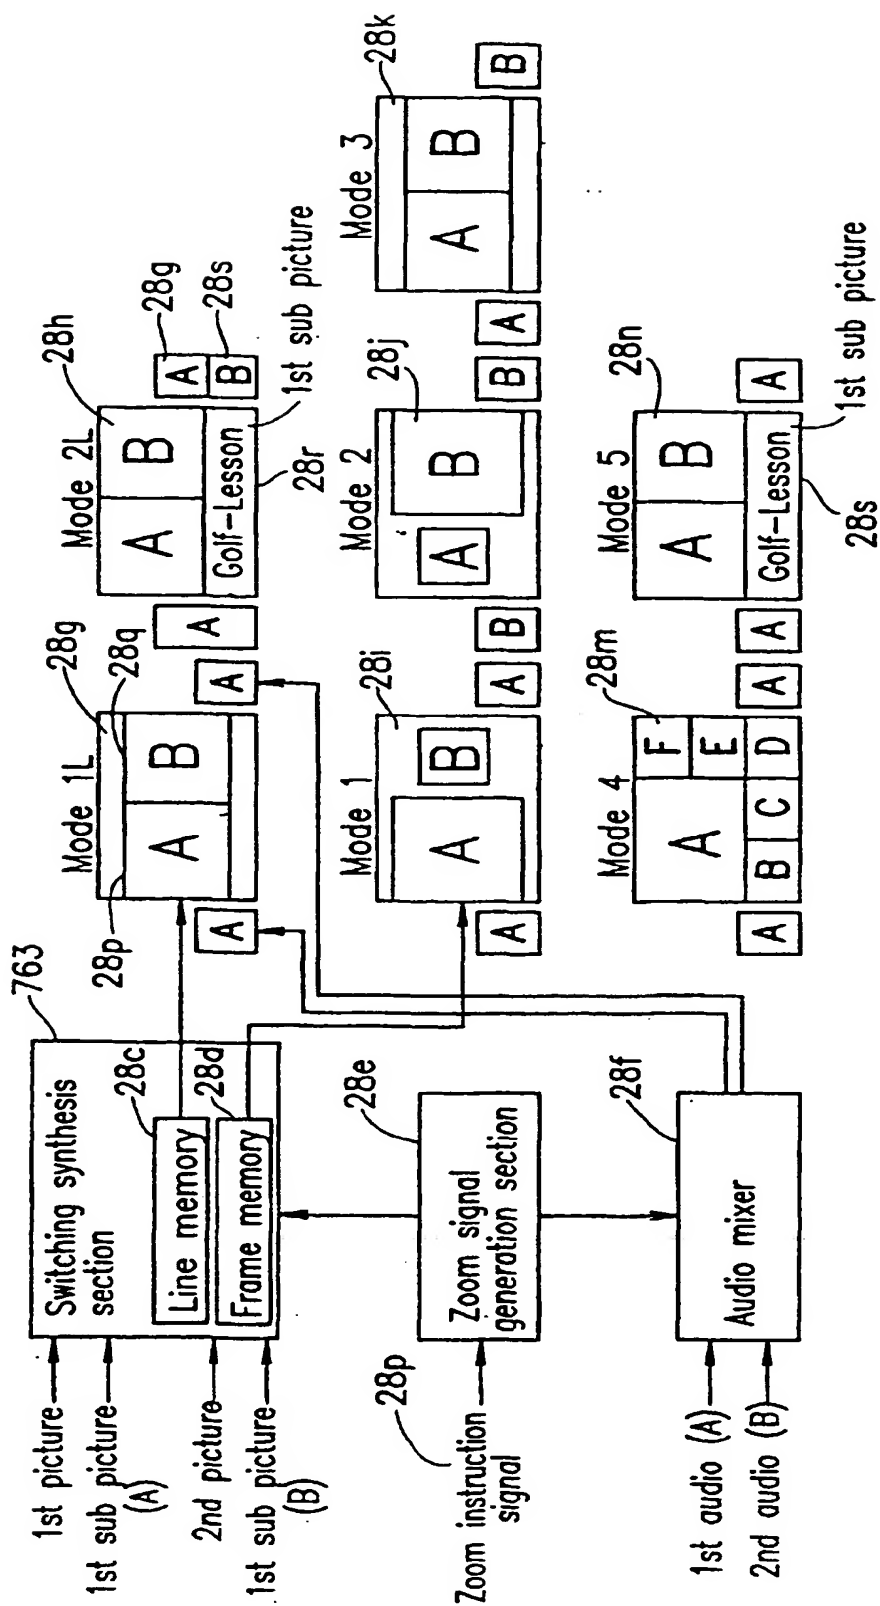 1st picture
1st sub picture
(A)
2nd picture
1st sub picture
(B)
763
Switching synthesis
section
28c
Line memory
28d
Frame memory
28p
Zoom instruction
signal
28e
Zoom signal
generation section
1st audio (A)
2nd audio (B)
28f
Audio mixer
Mode 1L
28g
28q
28p
A
B
A
A
Mode 2L
28h
A
B
Golf-Lesson
28r
1st sub picture
A
28g
28s
A
B
Mode 1
28i
A
B
A
A
Mode 2
28j
A
B
B
B
Mode 3
28k
A
B
A
B
Mode 4
28m
A
F
E
B
C
D
A
A
Mode 5
28n
A
B
Golf-Lesson
28s
1st sub picture
A
A